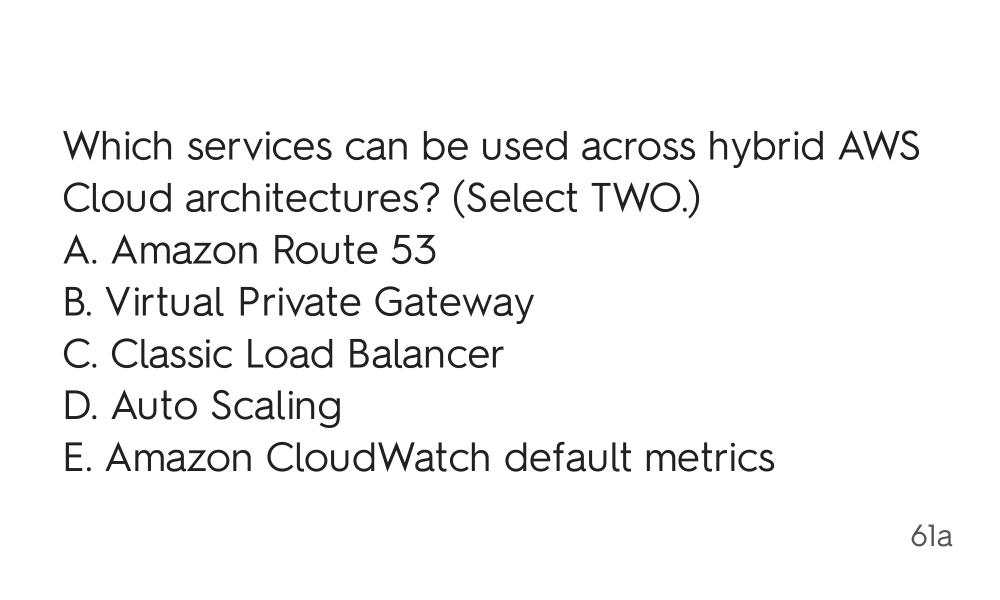 Which services can be used across hybrid AWS
Cloud architectures? (Select TWO.)
A. Amazon Route 53
B. Virtual Private Gateway
C. Classic Load Balancer
D. Auto Scaling
E. Amazon CloudWatch default metrics
61a